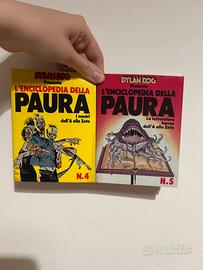 DYLAN DOG
Presenta
L'ENCICLOPEDIA DELLA
PAURA
I mostri
dall'A alla Zeta
N.4
DYLAN DOG
Presenta
L'ENCICLOPEDIA DELLA
PAURA
La letteratura
horror
dall'A alla Zeta
N.5
subito